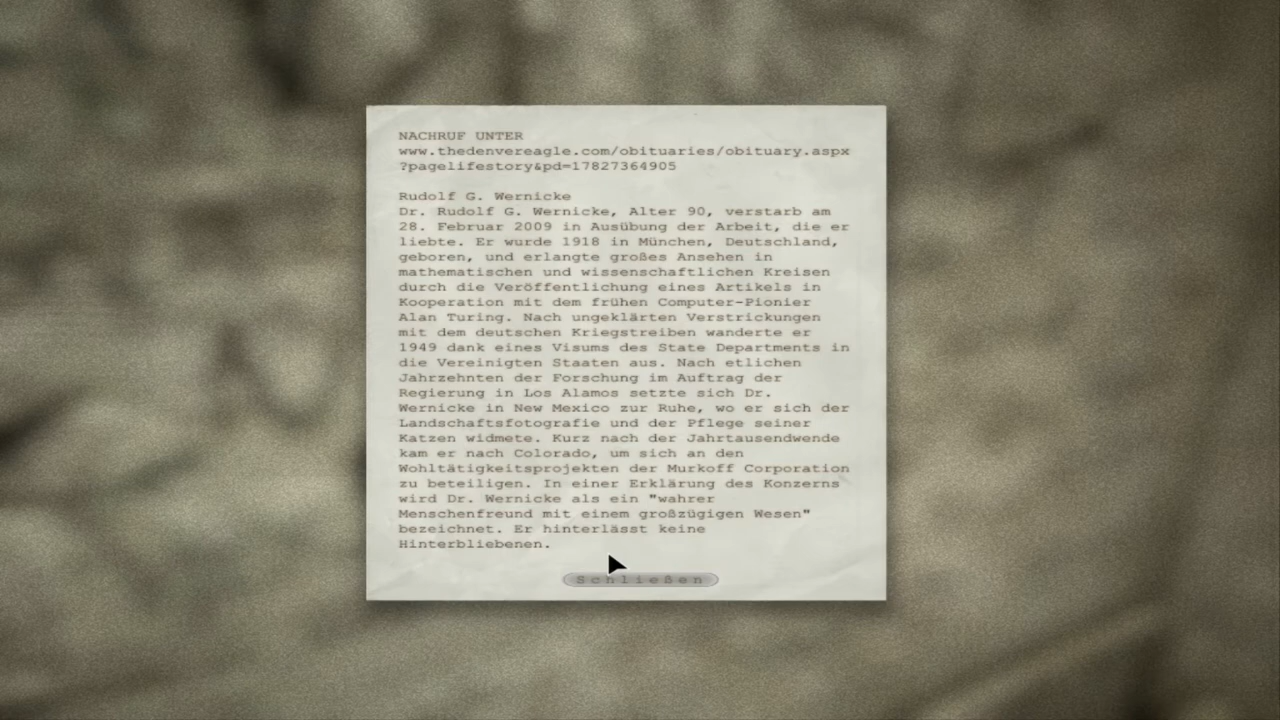 NACHRUF UNTER
www.thedenvereagle.com/obituaries/obituary.aspx
?pagelifestory&pd=17827364905
Rudolf G. Wernicke
Dr. Rudolf G. Wernicke, Alter 90, verstarb am
28. Februar 2009 in Ausübung der Arbeit, die er
liebte. Er wurde 1918 in München, Deutschland,
geboren, und erlangte großes Ansehen in
mathematischen und wissenschaftlichen Kreisen
durch die Veröffentlichung eines Artikels in
Kooperation mit dem frühen Computer-Pionier
Alan Turing. Nach ungeklärten Verstrickungen
mit dem deutschen Kriegstreiben wanderte er
1949 dank eines Visums des State Departments in
die Vereinigten Staaten aus. Nach etlichen
Jahrzehnten der Forschung im Auftrag der
Regierung in Los Alamos setzte sich Dr.
Wernicke in New Mexico zur Ruhe, wo er sich der
Landschaftsfotografie und der Pflege seiner
Katzen widmete. Kurz nach der Jahrtausendwende
kam er nach Colorado, um sich an den
Wohltätigkeitsprojekten der Murkoff Corporation
zu beteiligen. In einer Erklärung des Konzerns
wird Dr. Wernicke als ein "wahrer
Menschenfreund mit einem großzügigen Wesen"
bezeichnet. Er hinterlässt keine
Hinterbliebenen.
Schließen